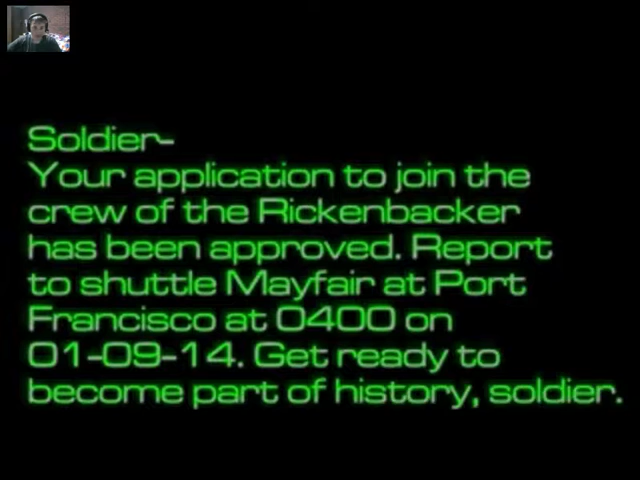 Soldier-
Your application to join the
crew of the Rickenbacker
has been approved. Report
to shuttle Mayfair at Port
Francisco at 0400 on
01-09-14. Get ready to
become part of history, soldier.